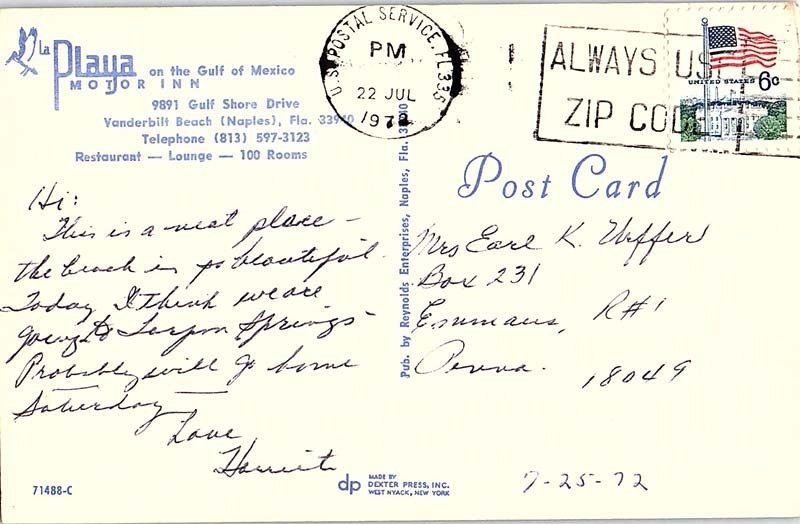 La Playa on the Gulf of Mexico
MOTOR INN
9891 Gulf Shore Drive
Vanderbilt Beach (Naples), Fla. 33940
Telephone (813) 597-3123
Restaurant — Lounge — 100 Rooms
U.S. POSTAL SERVICE, FL 335
PM
22 JUL
1972
ALWAYS USE
ZIP CODE
UNITED STATES 6c
Post Card
Hi:
This is a neat place -
the beach is so beautiful.
Today I think we are
going to Tarpon Springs -
Probably will go home
Saturday —
Love
Harriet
Pub. by Reynolds Enterprises, Naples, Fla. 33940
Mrs Earl K. Uffer
Box 231
Emmaus, R#1
Penna. 18049
71488-C
dp MADE BY
DEXTER PRESS, INC.
WEST NYACK, NEW YORK
7-25-72